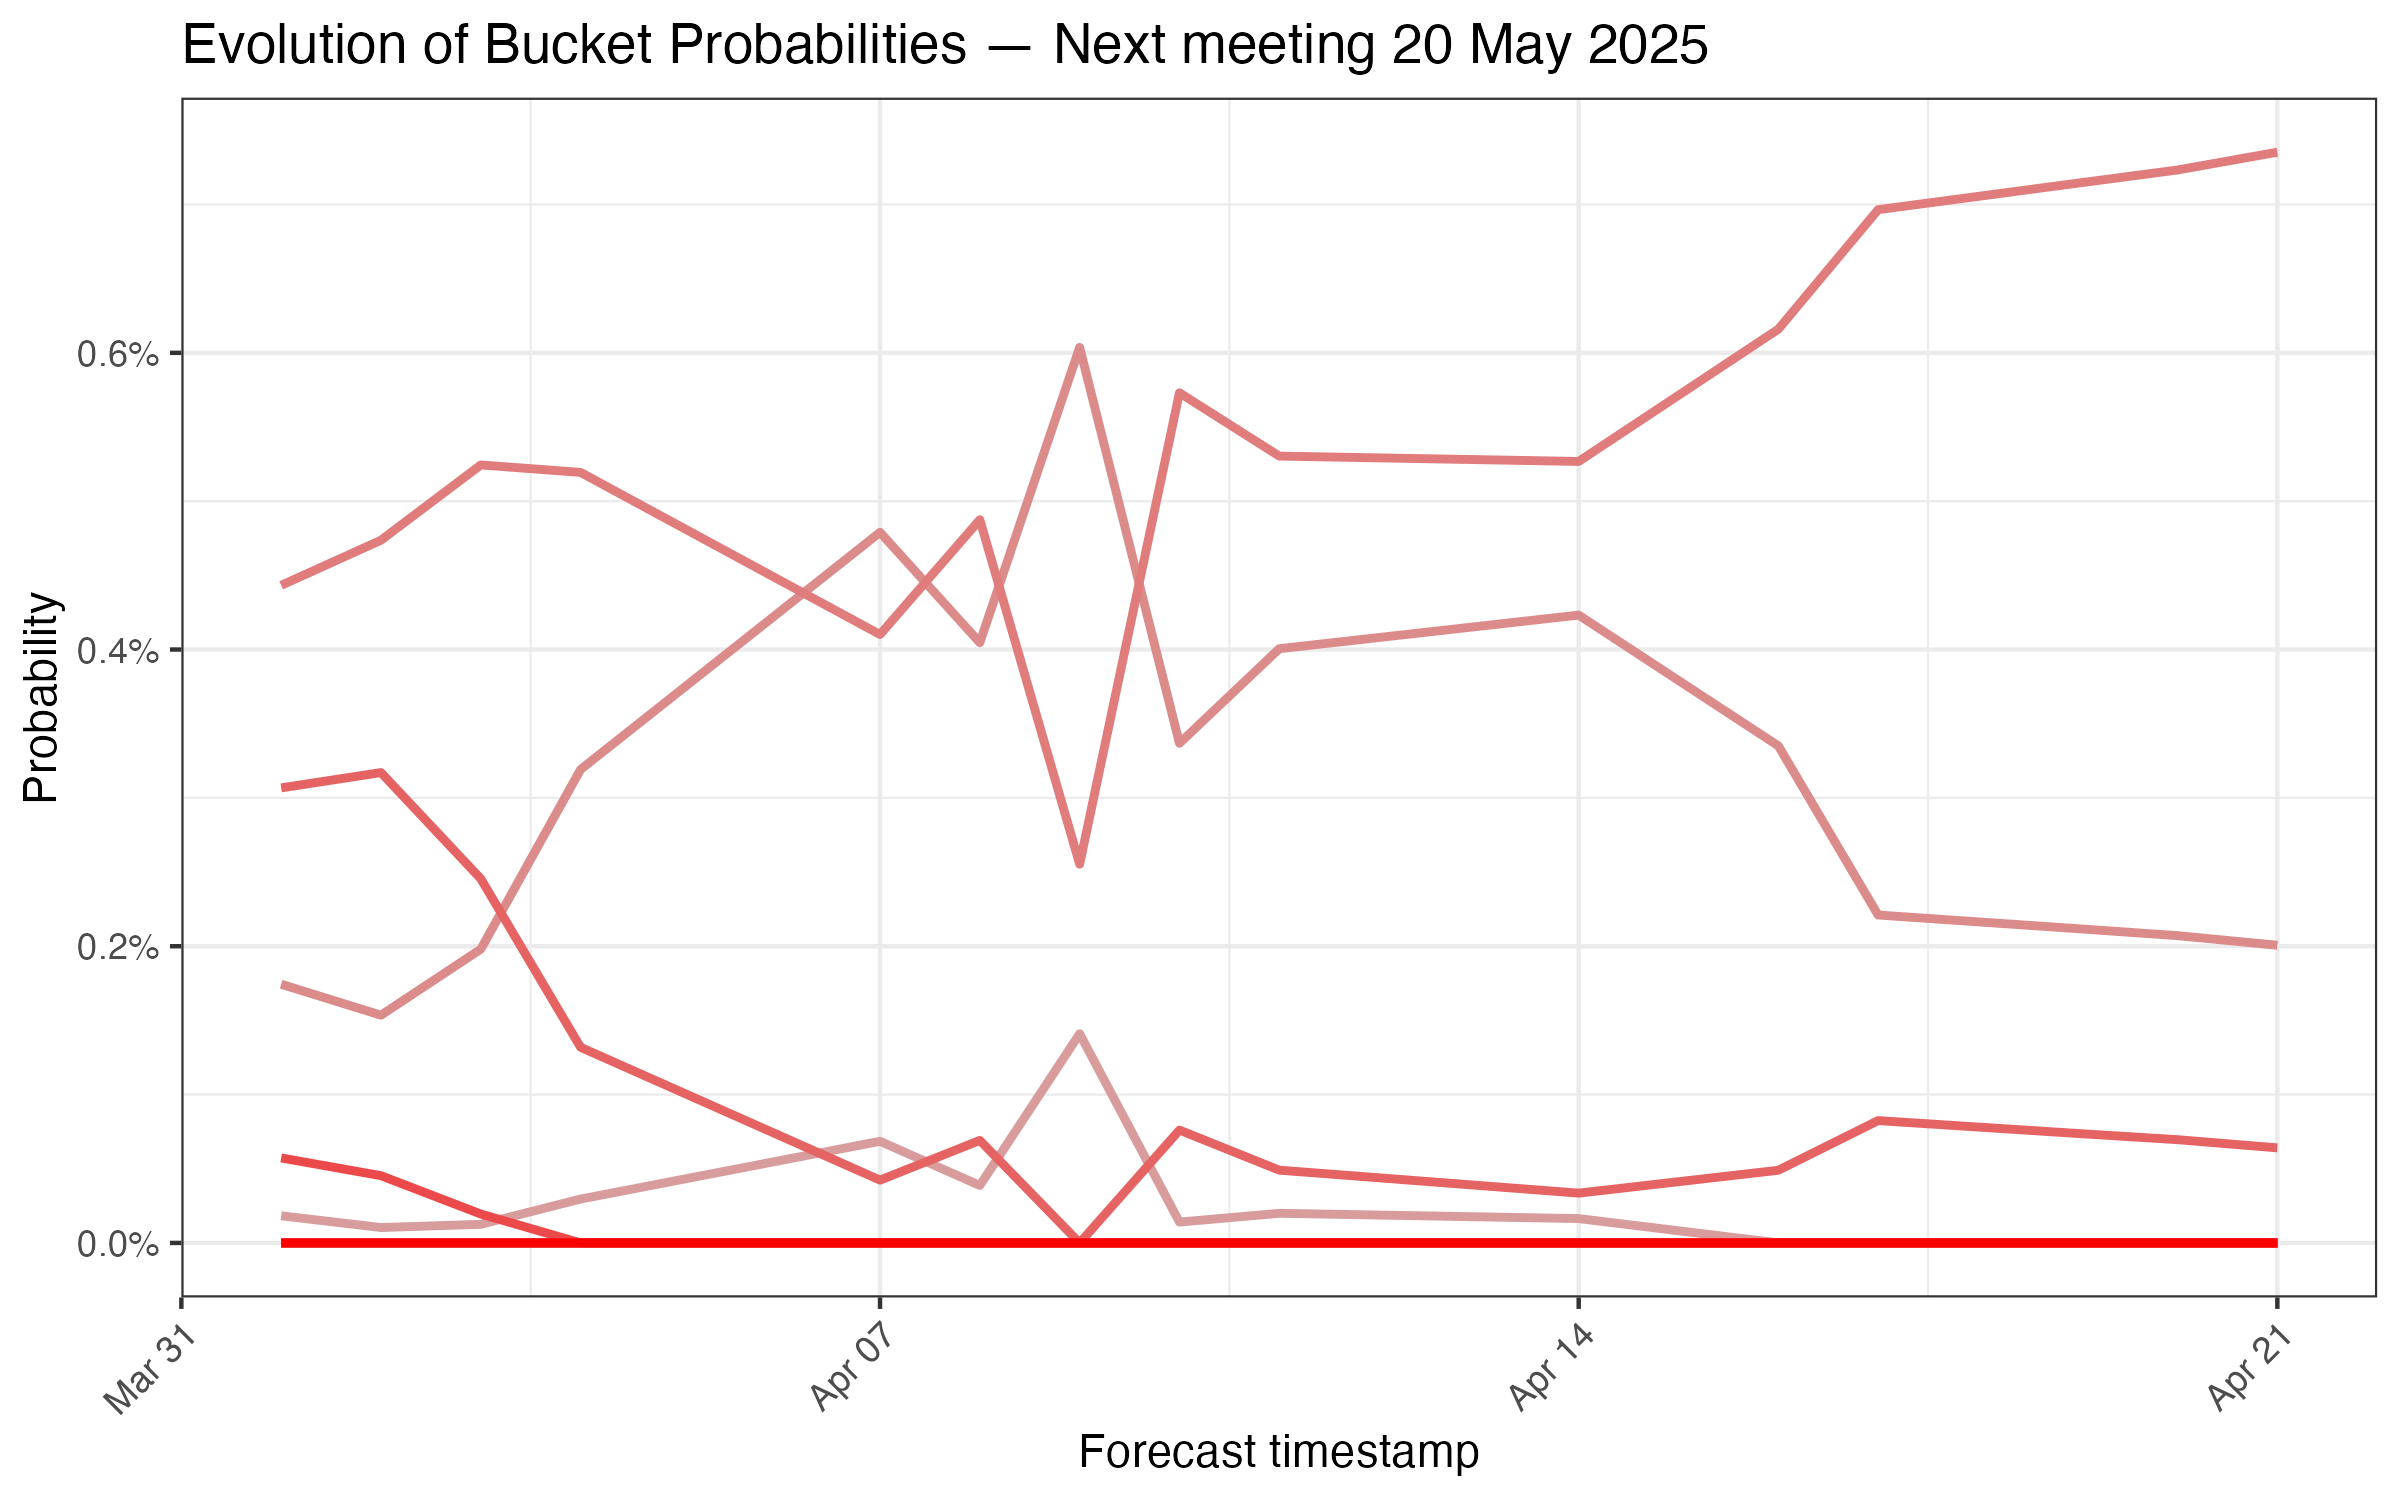 Evolution of Bucket Probabilities — Next meeting 20 May 2025
Probability
0.6%
0.4%
0.2%
0.0%
Mar 31
Apr 07
Apr 14
Apr 21
Forecast timestamp